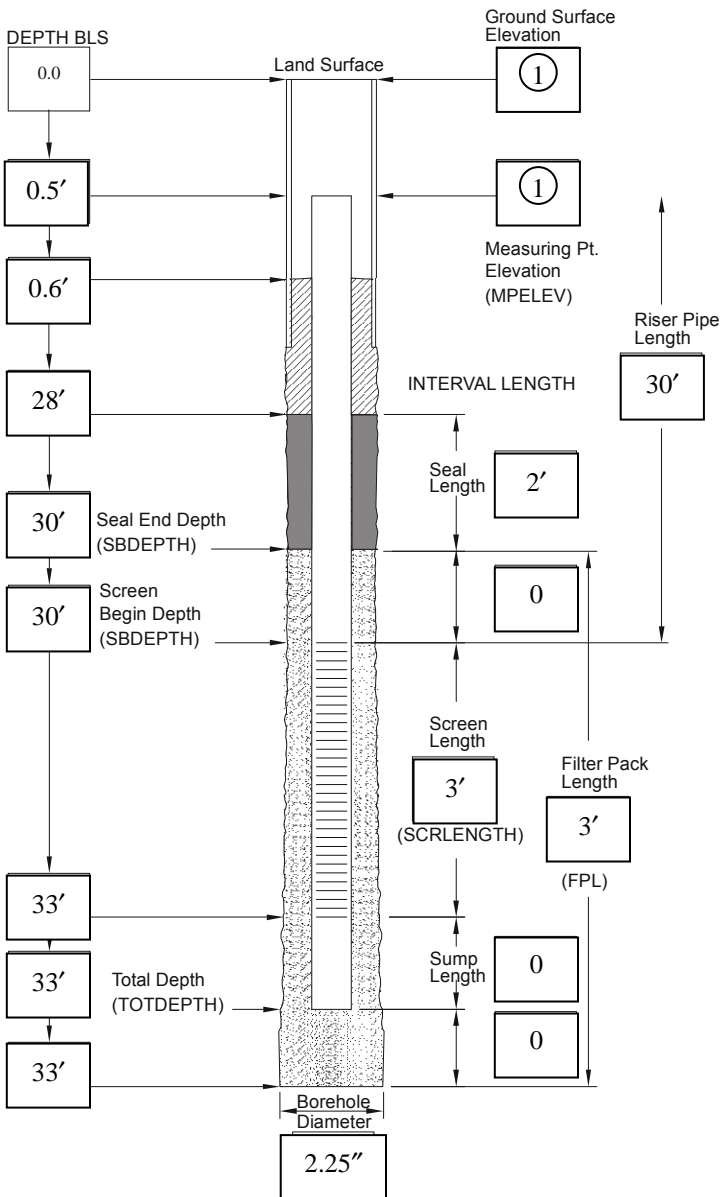 Ground Surface
Elevation
DEPTH BLS
0.0
Land Surface
1
0.5′
1
Measuring Pt.
Elevation
(MPELEV)
0.6′
Riser Pipe
Length
30′
INTERVAL LENGTH
28′
Seal
Length
2′
30′
Seal End Depth
(SBDEPTH)
0
30′
Screen
Begin Depth
(SBDEPTH)
Screen
Length
3′
(SCRLENGTH)
Filter Pack
Length
3′
(FPL)
33′
Sump
Length
0
33′
Total Depth
(TOTDEPTH)
0
33′
Borehole
Diameter
2.25″